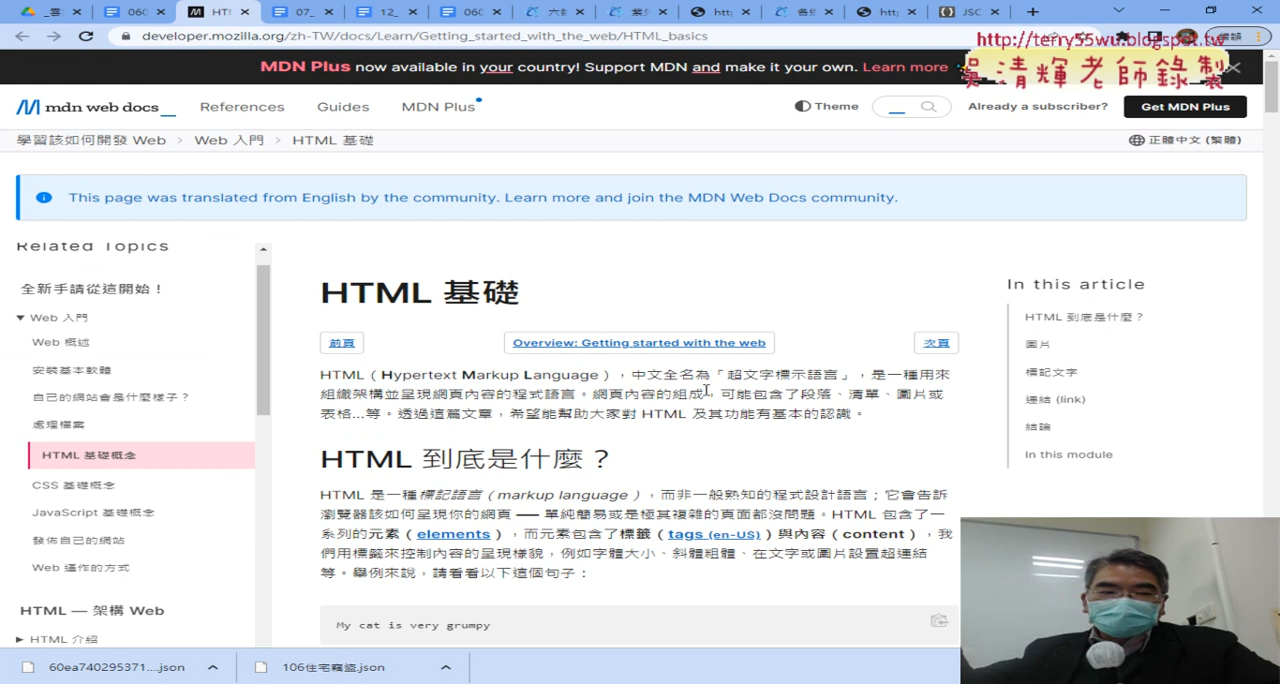 雲
060
HTM
07_
12_
060
六都
業务
http
各縣
http
JSC
developer.mozilla.org/zh-TW/docs/Learn/Getting_started_with_the_web/HTML_basics
http://terry55wu.blogspot.tw
吳清輝老師錄製
MDN Plus now available in your country! Support MDN and make it your own. Learn more
mdn web docs
References
Guides
MDN Plus
Theme
Already a subscriber?
Get MDN Plus
學習該如何開發 Web > Web 入門 > HTML 基礎
正體中文 (繁體)
This page was translated from English by the community. Learn more and join the MDN Web Docs community.
Related Topics
全新手請從這開始！
Web 入門
Web 概述
安裝基本軟體
自己的網站會是什麼樣子？
處理檔案
HTML 基礎概念
CSS 基礎概念
JavaScript 基礎概念
發佈自己的網站
Web 運作的方式
HTML — 架構 Web
HTML 介紹
HTML 基礎
前頁
Overview: Getting started with the web
次頁
HTML（Hypertext Markup Language），中文全名為「超文字標示語言」，是一種用來
組織架構並呈現網頁內容的程式語言。網頁內容的組成，可能包含了段落、清單、圖片或
表格...等。透過這篇文章，希望能幫助大家對 HTML 及其功能有基本的認識。
HTML 到底是什麼？
HTML 是一種標記語言（markup language），而非一般熟知的程式設計語言；它會告訴
瀏覽器該如何呈現你的網頁 —— 單純簡易或是極其複雜的頁面都沒問題。HTML 包含了一
系列的元素（elements），而元素包含了標籤（tags (en-US)）與內容（content），我
們用標籤來控制內容的呈現樣貌，例如字體大小、斜體粗體、在文字或圖片設置超連結
等。舉例來說，請看看以下這個句子：
My cat is very grumpy
In this article
HTML 到底是什麼？
圖片
標記文字
連結 (link)
結論
In this module
60ea740295371....json
106住宅竊盜.json